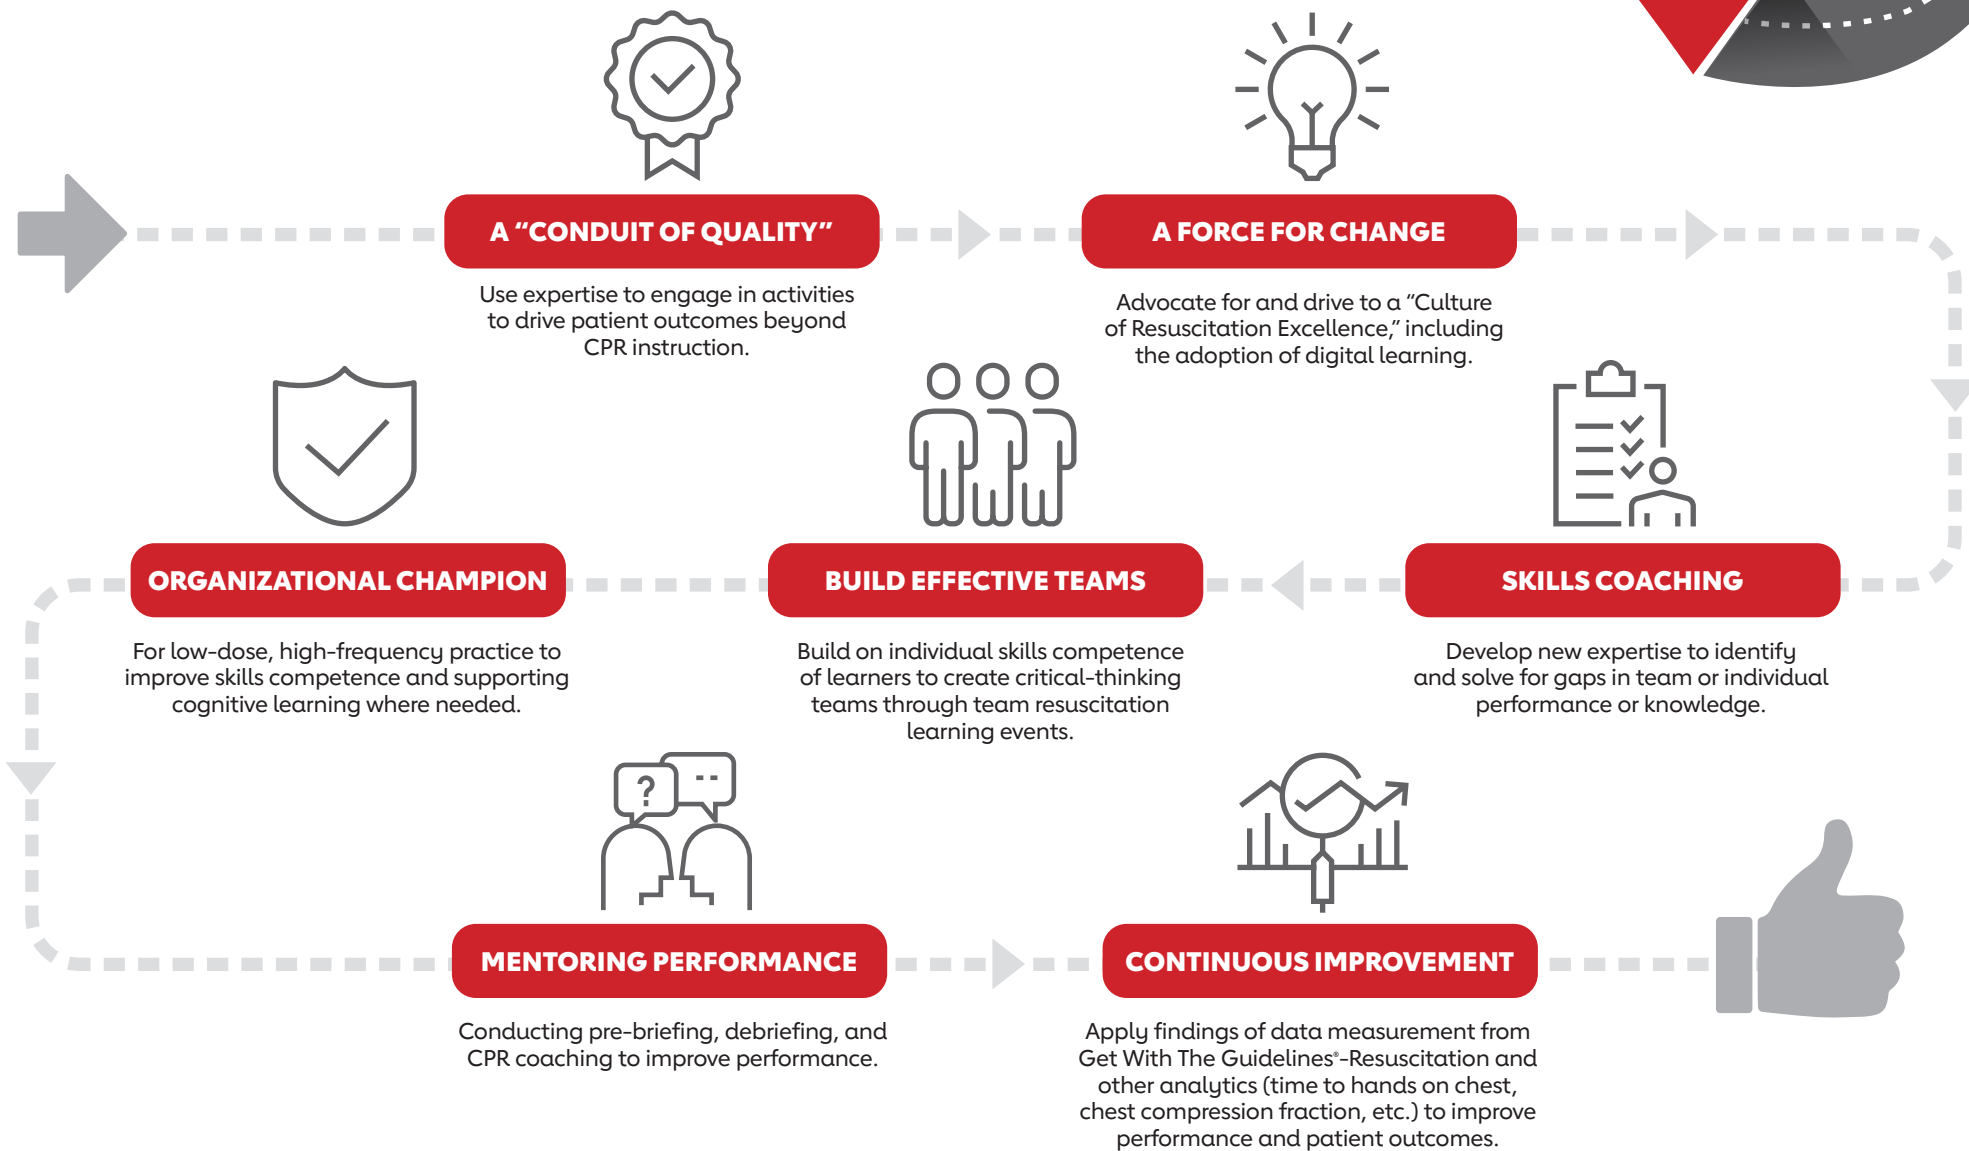 A “CONDUIT OF QUALITY”
Use expertise to engage in activities
to drive patient outcomes beyond
CPR instruction.
A FORCE FOR CHANGE
Advocate for and drive to a “Culture
of Resuscitation Excellence,” including
the adoption of digital learning.
SKILLS COACHING
Develop new expertise to identify
and solve for gaps in team or individual
performance or knowledge.
BUILD EFFECTIVE TEAMS
Build on individual skills competence
of learners to create critical-thinking
teams through team resuscitation
learning events.
ORGANIZATIONAL CHAMPION
For low-dose, high-frequency practice to
improve skills competence and supporting
cognitive learning where needed.
?
MENTORING PERFORMANCE
Conducting pre-briefing, debriefing, and
CPR coaching to improve performance.
CONTINUOUS IMPROVEMENT
Apply findings of data measurement from
Get With The Guidelines®-Resuscitation and
other analytics (time to hands on chest,
chest compression fraction, etc.) to improve
performance and patient outcomes.